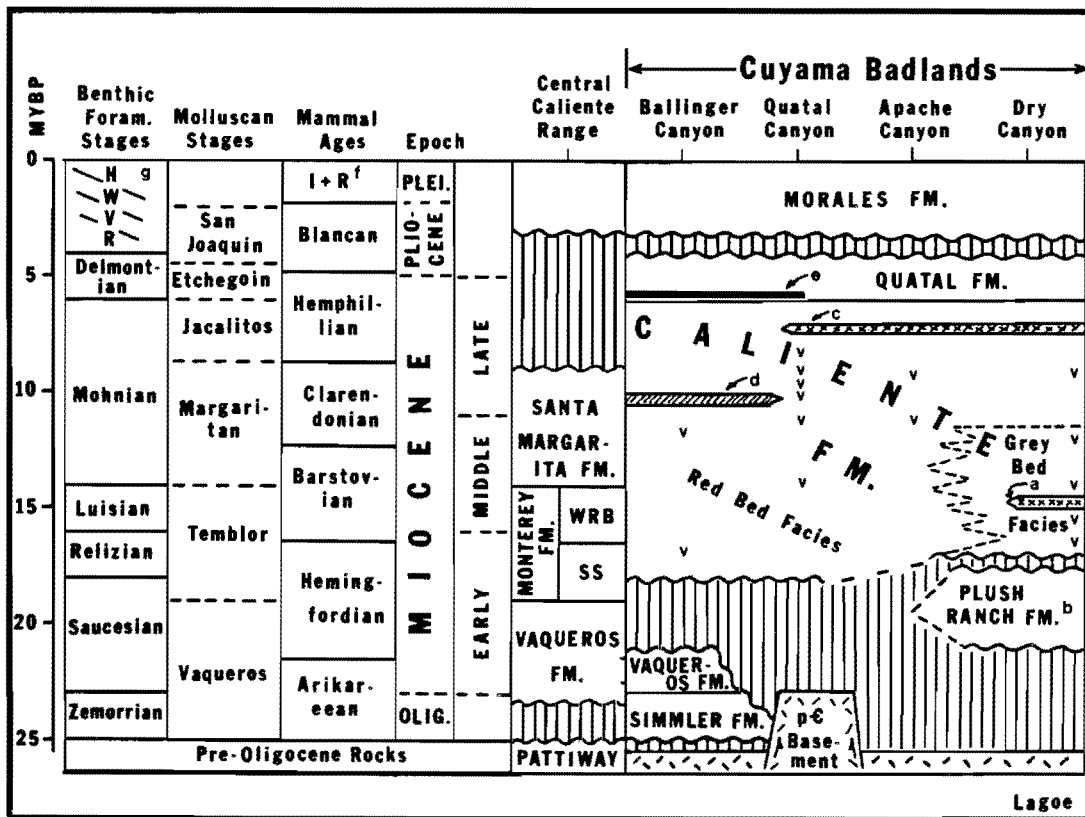 Cuyama Badlands
MYBP
Benthic
Foram.
Stages
Molluscan
Stages
Mammal
Ages
Epoch
Central
Caliente
Range
Ballinger
Canyon
Quatal
Canyon
Apache
Canyon
Dry
Canyon
0
5
10
15
20
25
H g
W
V
R
Delmont-
ian
Mohnian
Luisian
Relizian
Saucesian
Zemorrian
San
Joaquin
Etchegoin
Jacalitos
Margari-
tan
Temblor
Vaqueros
I + R f
Blancan
Hemphil-
lian
Claren-
donian
Barstov-
ian
Heming-
fordian
Arikar-
eean
PLEI.
PLIO-
CENE
MIOCENE
OLIG.
LATE
MIDDLE
EARLY
Pre-Oligocene Rocks
SANTA
MARGAR-
ITA FM.
MONTEREY
FM.
WRB
SS
VAQUEROS
FM.
PATTIWAY
MORALES FM.
QUATAL FM.
e
c
CALIENTE
FM.
d
Red Bed Facies
Grey
Bed
a
Facies
PLUSH
RANCH FM. b
VAQUER-
OS FM.
SIMMLER FM.
p-Є
Base-
ment
Lagoe